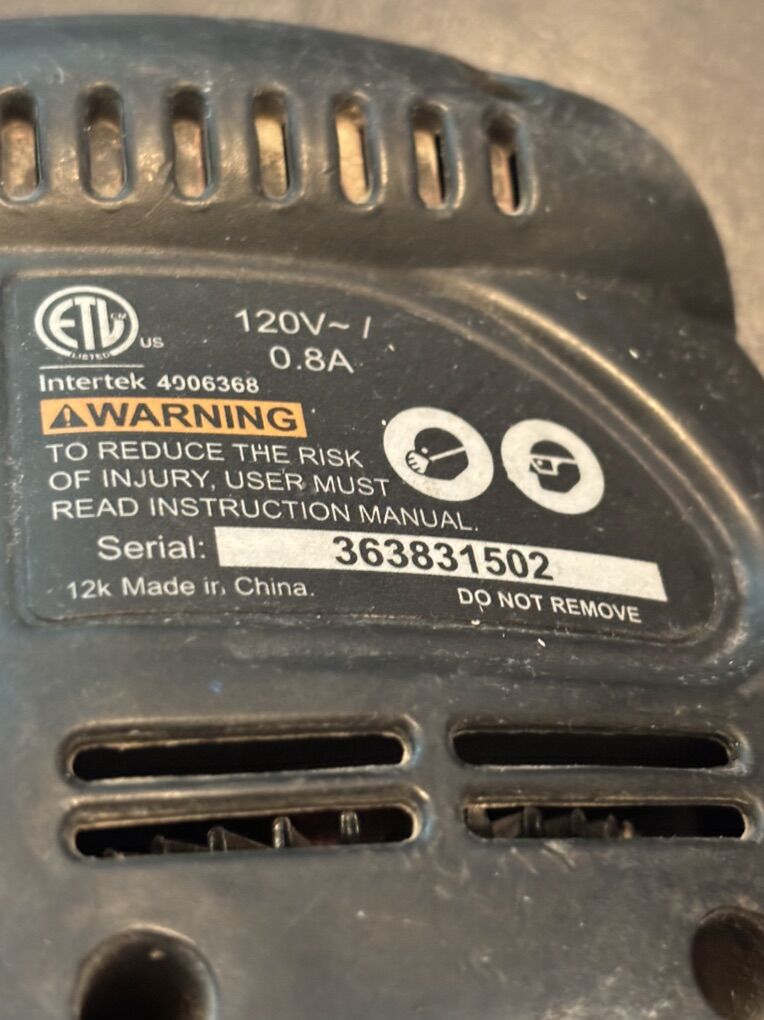 ETL CM
US
LISTED
Intertek 4006368
120V~ /
0.8A
WARNING
TO REDUCE THE RISK
OF INJURY, USER MUST
READ INSTRUCTION MANUAL.
Serial: 363831502
12k Made in China.
DO NOT REMOVE